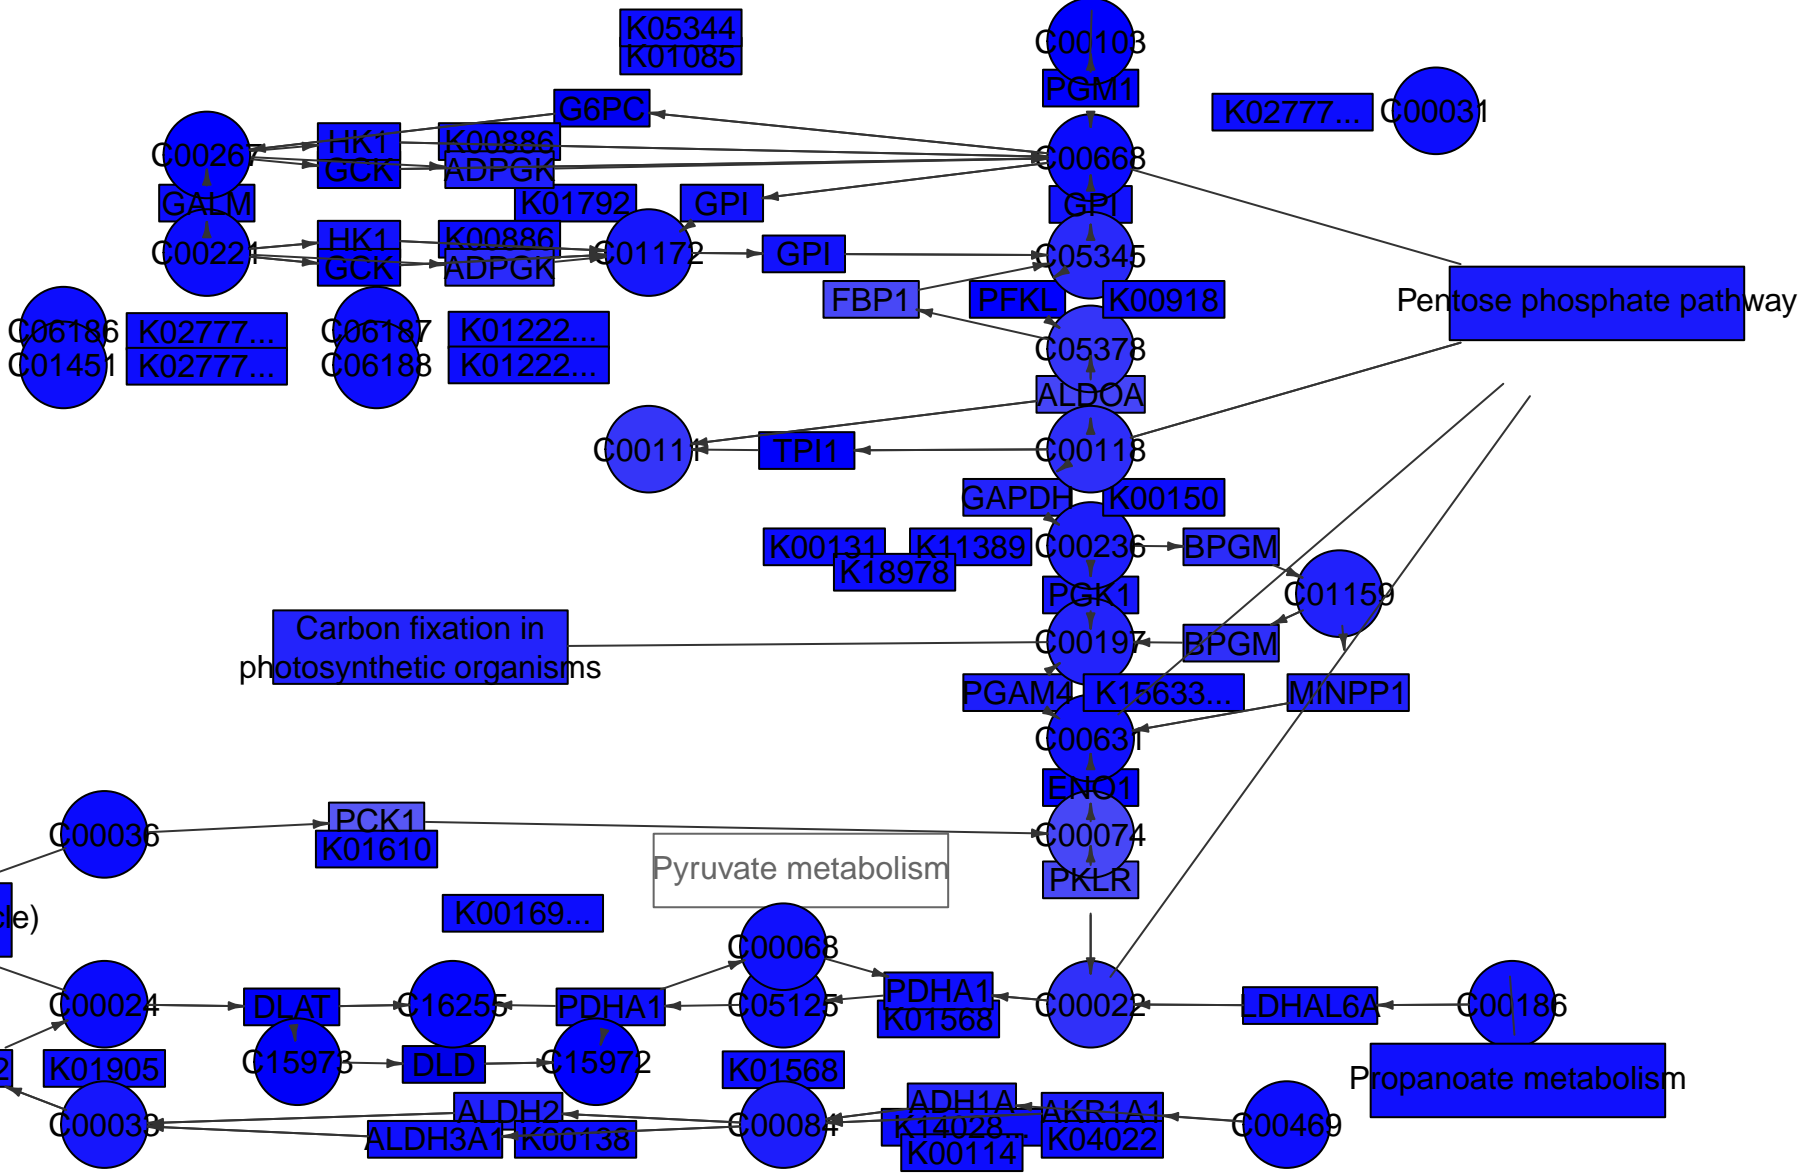 K05344
C00103
K01085
PGM1
G6PC
K02777...
C00031
HK1
K00886
C00267
C00668
GCK
ADPGK
GALM
K01792
GPI
GPI
HK1
K00886
C00221
C01172
GPI
C05345
GCK
ADPGK
FBP1
PFKL
K00918
Pentose phosphate pathway
C06186
K02777...
C06187
K01222...
C05378
C01451
K02777...
C06188
K01222...
ALDOA
C00111
TPI1
C00118
GAPDH
K00150
K00131
K11389
C00236
BPGM
K18978
PGK1
C01159
Carbon fixation in
photosynthetic organisms
C00197
BPGM
PGAM4
K15633...
MINPP1
C00631
ENO1
C00036
PCK1
C00074
K01610
Pyruvate metabolism
PKLR
cle)
K00169...
C00068
C00024
DLAT
C16255
PDHA1
C05125
PDHA1
C00022
LDHAL6A
C00186
K01568
2
K01905
C15973
DLD
C15972
K01568
Propanoate metabolism
ALDH2
ADH1A
AKR1A1
C00033
C00084
K14028...
C00469
ALDH3A1
K00138
K04022
K00114